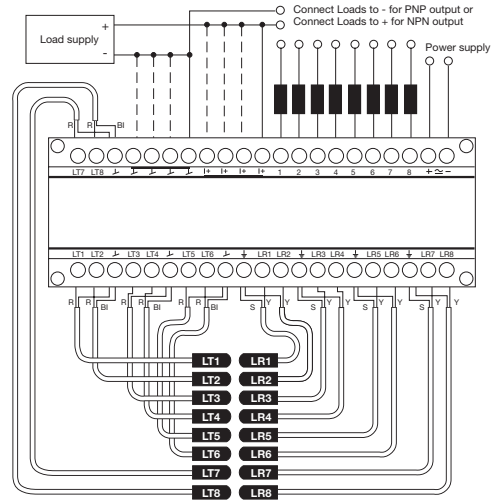 Connect Loads to - for PNP output or
Connect Loads to + for NPN output
Load supply
+
-
Power supply
R R Bl
LT7 LT8 I+ I+ I+ I+ 1 2 3 4 5 6 7 8 + ≃ −
LT1 LT2 LT3 LT4 LT5 LT6 LR1 LR2 LR3 LR4 LR5 LR6 LR7 LR8
R R Bl R R Bl R R Bl S Y Y S Y Y S Y Y S Y Y
LT1 LR1
LT2 LR2
LT3 LR3
LT4 LR4
LT5 LR5
LT6 LR6
LT7 LR7
LT8 LR8